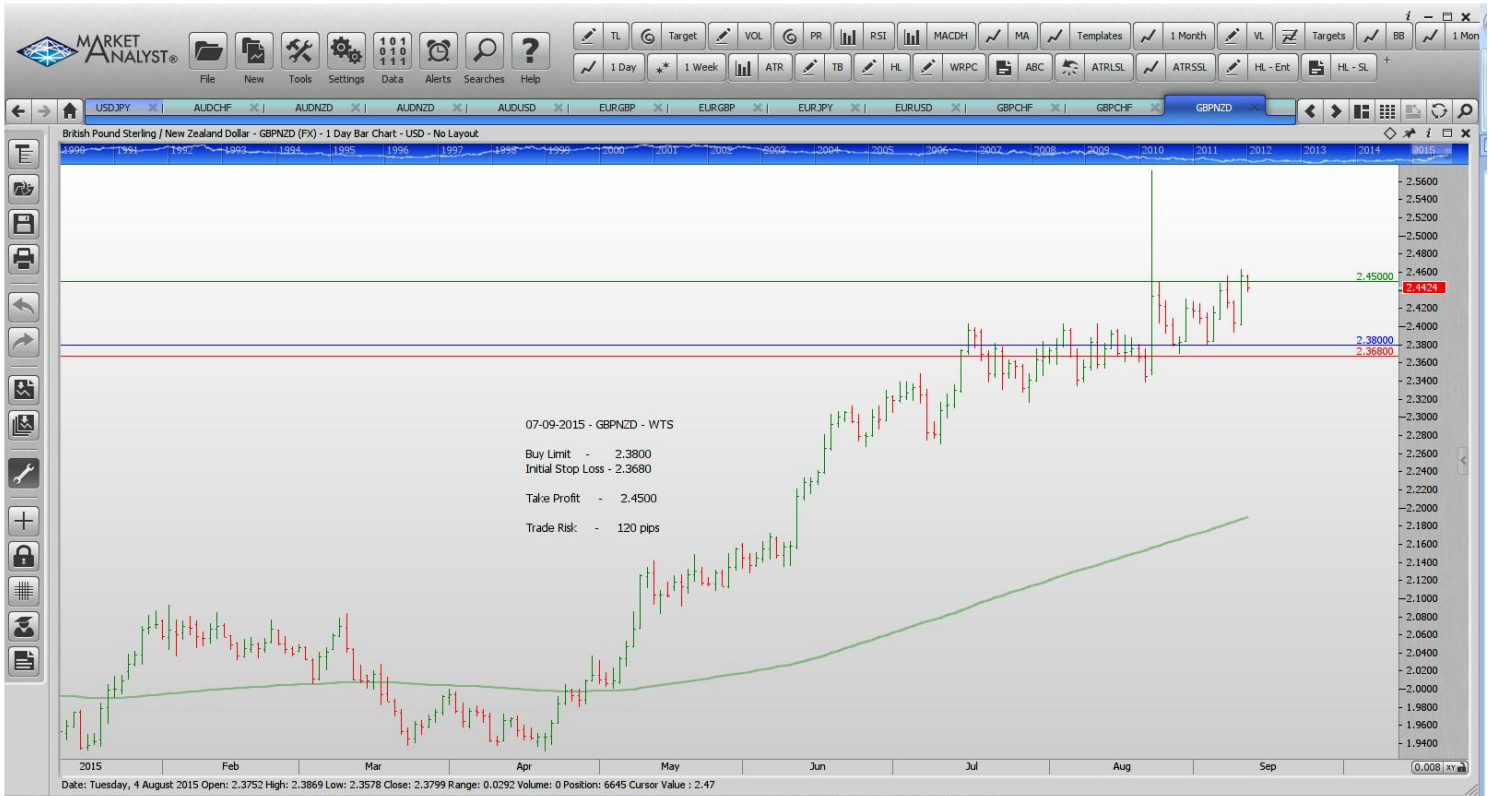 MARKET ANALYST®
File New Tools Settings Data Alerts Searches Help
TL Target VOL PR RSI MACDH MA Templates 1 Month VL Targets BB 1 Mon
1 Day 1 Week ATR TB HL WRPC ABC ATRLSL ATRSSL HL - Ent HL - SL +
USDJPY AUDCHF AUDNZD AUDNZD AUDUSD EURGBP EURGBP EURJPY EURUSD GBPCHF GBPCHF GBPNZD
British Pound Sterling / New Zealand Dollar - GBPNZD (FX) - 1 Day Bar Chart - USD - No Layout
1990 1991 1992 1993 1994 1995 1996 1997 1998 1999 2000 2001 2002 2003 2004 2005 2006 2007 2008 2009 2010 2011 2012 2013 2014 2015
2.5600
2.5400
2.5200
2.5000
2.4800
2.4600
2.45000
2.4424
2.4200
2.4000
2.38000 2.3800
2.36800
2.3600
2.3400
2.3200
2.3000
07-09-2015 - GBPNZD - WTS
2.2800
Buy Limit - 2.3800
2.2600
Initial Stop Loss - 2.3680
2.2400
2.2200
Take Profit - 2.4500
2.2000
2.1800
Trade Risk - 120 pips
2.1600
2.1400
2.1200
2.1000
2.0800
2.0600
2.0400
2.0200
2.0000
1.9800
1.9600
1.9400
2015 Feb Mar Apr May Jun Jul Aug Sep 0.008 XY
Date: Tuesday, 4 August 2015 Open: 2.3752 High: 2.3869 Low: 2.3578 Close: 2.3799 Range: 0.0292 Volume: 0 Position: 6645 Cursor Value : 2.47